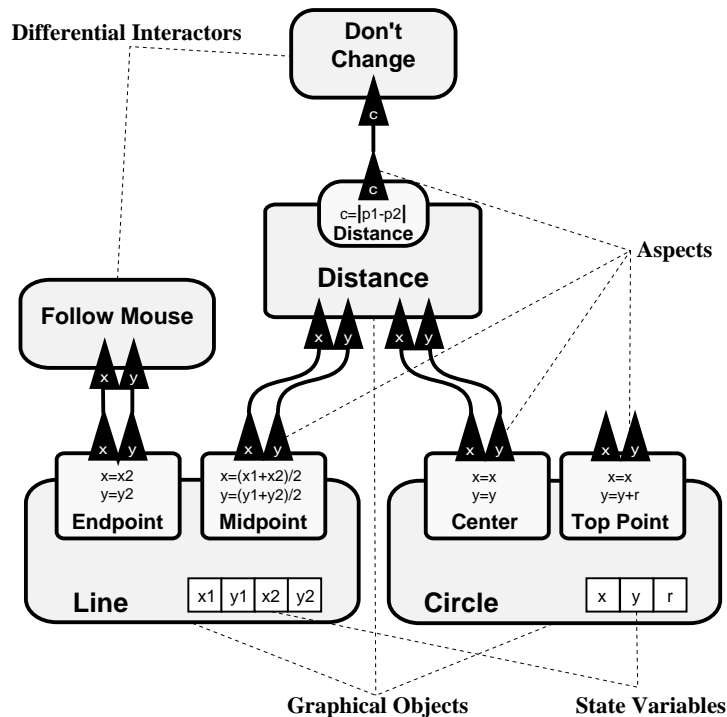 Differential Interactors
Don't
Change
c
c
c=|p1-p2|
Distance
Distance
Aspects
Follow Mouse
x y
x y
x y
x y
x y
x y
x y
x=x2
y=y2
Endpoint
x=(x1+x2)/2
y=(y1+y2)/2
Midpoint
x=x
y=y
Center
x=x
y=y+r
Top Point
Line
x1 y1 x2 y2
Circle
x y r
Graphical Objects
State Variables